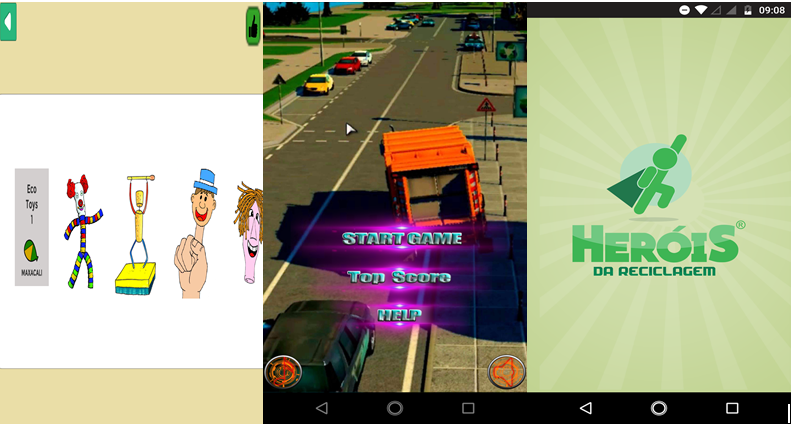 Eco
Toys
1
MAXACALI
START GAME
Top Score
HELP
09:08
HERÓIS®
DA RECICLAGEM